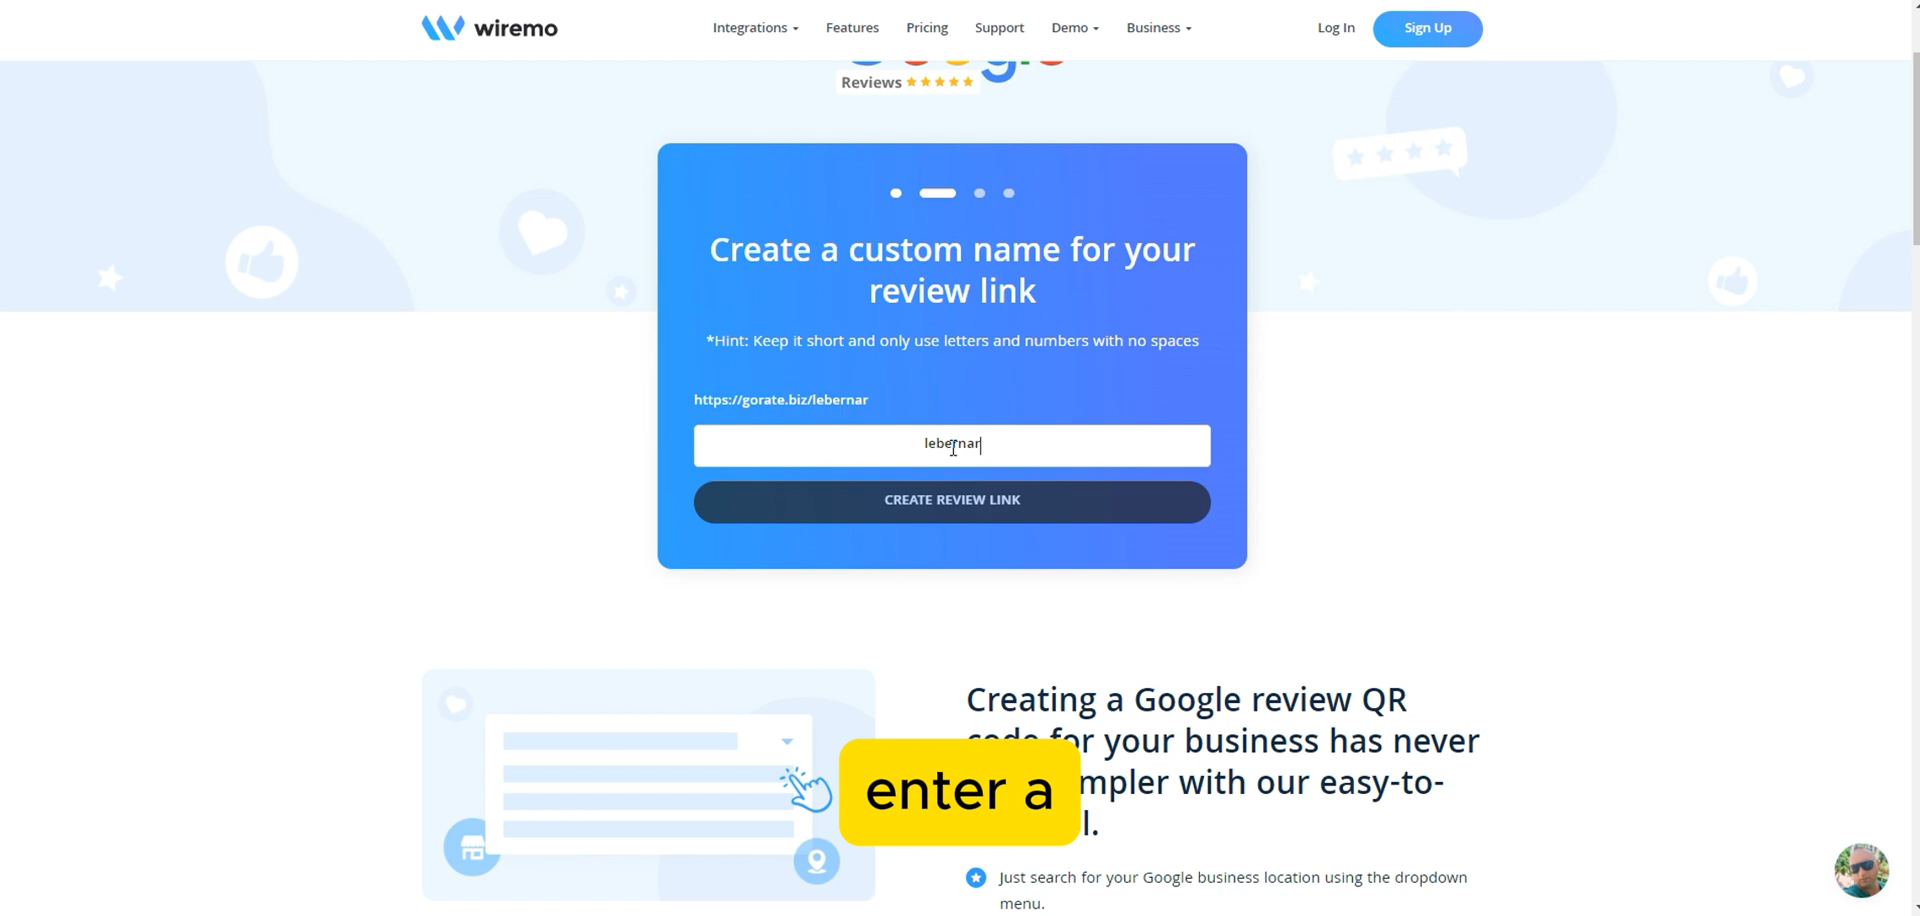 wiremo
Integrations
Features
Pricing
Support
Demo
Business
Log In
Sign Up
Reviews
Create a custom name for your
review link
*Hint: Keep it short and only use letters and numbers with no spaces
https://gorate.biz/lebernar
lebernar
CREATE REVIEW LINK
Creating a Google review QR
for your business has never
with our easy-to-
enter a
Just search for your Google business location using the dropdown
menu.